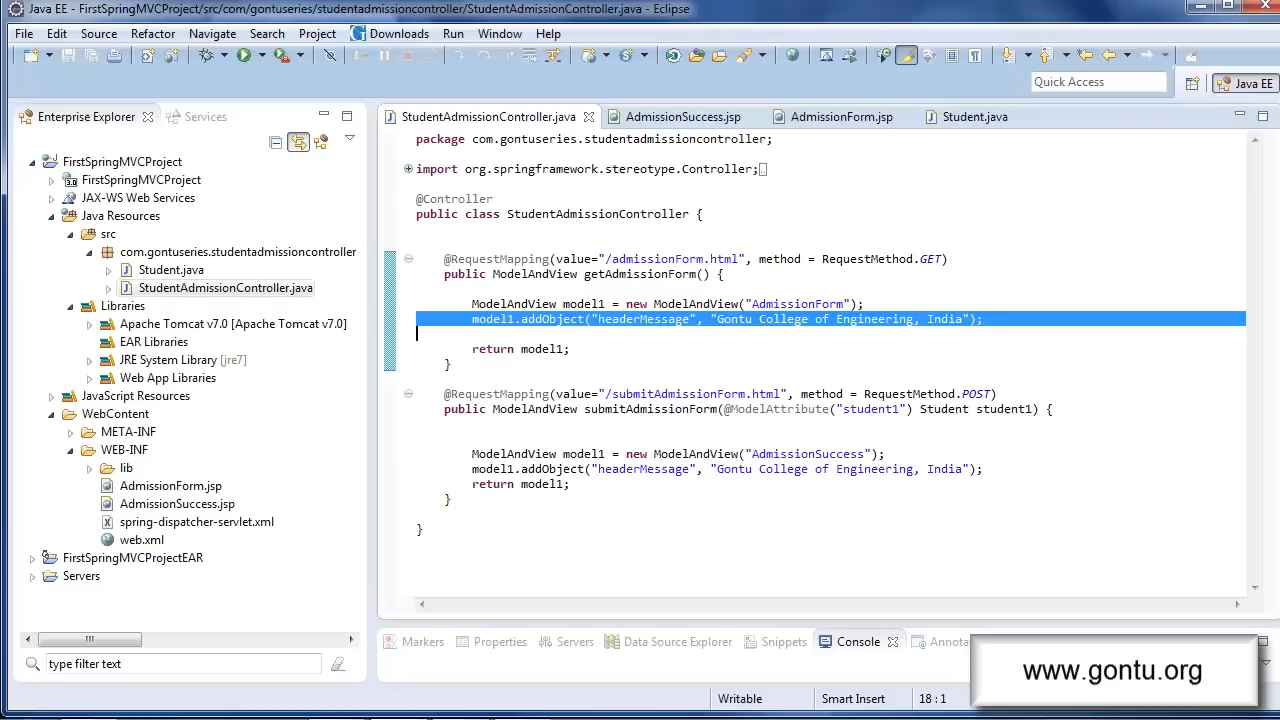 Java EE - FirstSpringMVCProject/src/com/gontuseries/studentadmissioncontroller/StudentAdmissionController.java - Eclipse
File Edit Source Refactor Navigate Search Project Downloads Run Window Help
Quick Access
Java EE
Enterprise Explorer Services
FirstSpringMVCProject
FirstSpringMVCProject
JAX-WS Web Services
Java Resources
src
com.gontuseries.studentadmissioncontroller
Student.java
StudentAdmissionController.java
Libraries
Apache Tomcat v7.0 [Apache Tomcat v7.0]
EAR Libraries
JRE System Library [jre7]
Web App Libraries
JavaScript Resources
WebContent
META-INF
WEB-INF
lib
AdmissionForm.jsp
AdmissionSuccess.jsp
spring-dispatcher-servlet.xml
web.xml
FirstSpringMVCProjectEAR
Servers
type filter text
StudentAdmissionController.java AdmissionSuccess.jsp AdmissionForm.jsp Student.java
package com.gontuseries.studentadmissioncontroller;
import org.springframework.stereotype.Controller;
@Controller
public class StudentAdmissionController {
@RequestMapping(value="/admissionForm.html", method = RequestMethod.GET)
public ModelAndView getAdmissionForm() {
ModelAndView model1 = new ModelAndView("AdmissionForm");
model1.addObject("headerMessage", "Gontu College of Engineering, India");
return model1;
}
@RequestMapping(value="/submitAdmissionForm.html", method = RequestMethod.POST)
public ModelAndView submitAdmissionForm(@ModelAttribute("student1") Student student1) {
ModelAndView model1 = new ModelAndView("AdmissionSuccess");
model1.addObject("headerMessage", "Gontu College of Engineering, India");
return model1;
}
}
Markers Properties Servers Data Source Explorer Snippets Console Annota
www.gontu.org
Writable Smart Insert 18 : 1